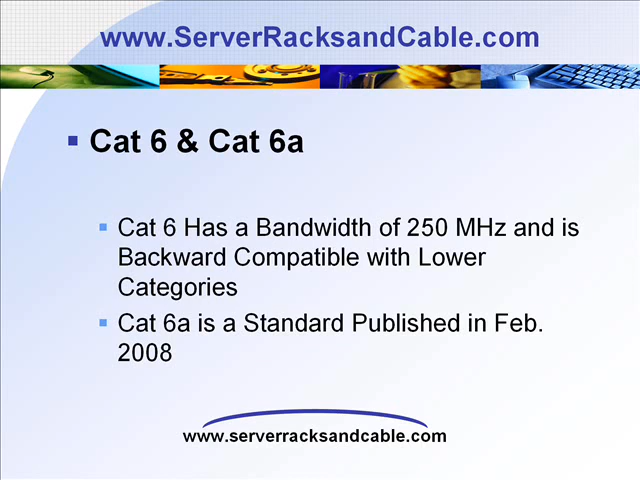 www.ServerRacksandCable.com
Cat 6 & Cat 6a
Cat 6 Has a Bandwidth of 250 MHz and is
Backward Compatible with Lower
Categories
Cat 6a is a Standard Published in Feb.
2008
www.serverracksandcable.com